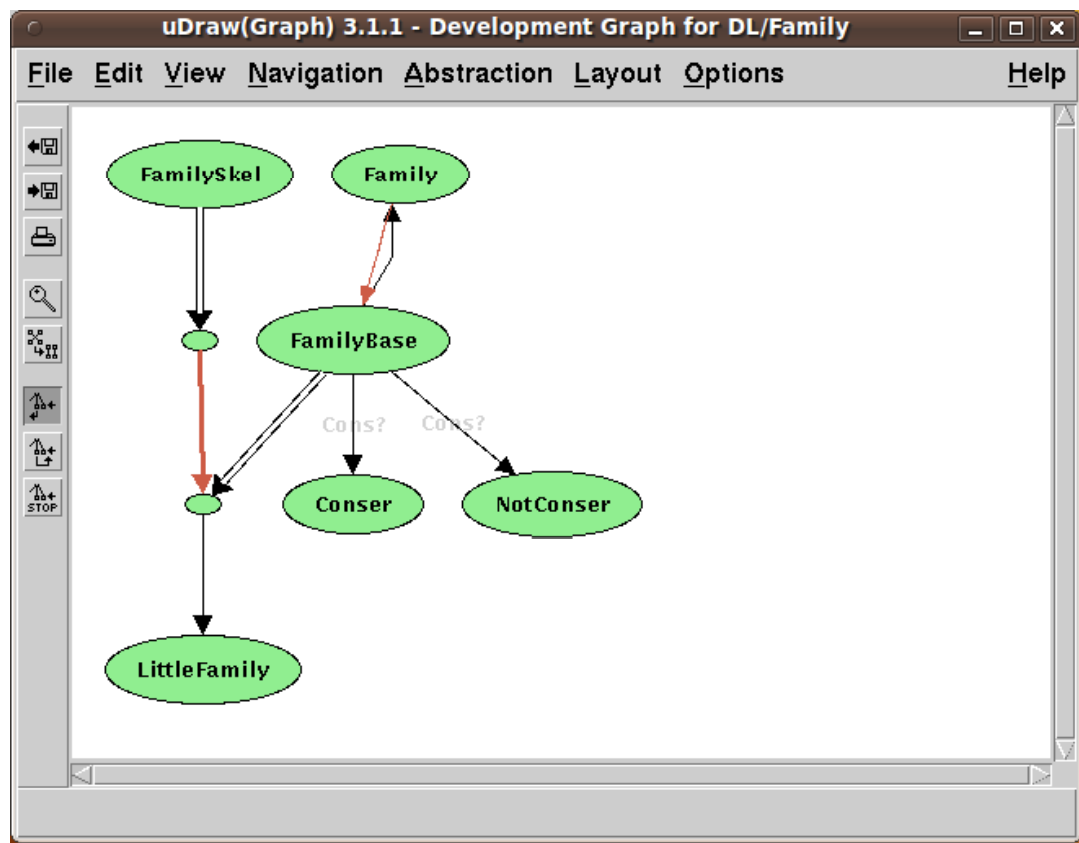 uDraw(Graph) 3.1.1 - Development Graph for DL/Family
File Edit View Navigation Abstraction Layout Options Help
FamilySkel Family
FamilyBase
Cons? Cons?
Conser NotConser
STOP
LittleFamily